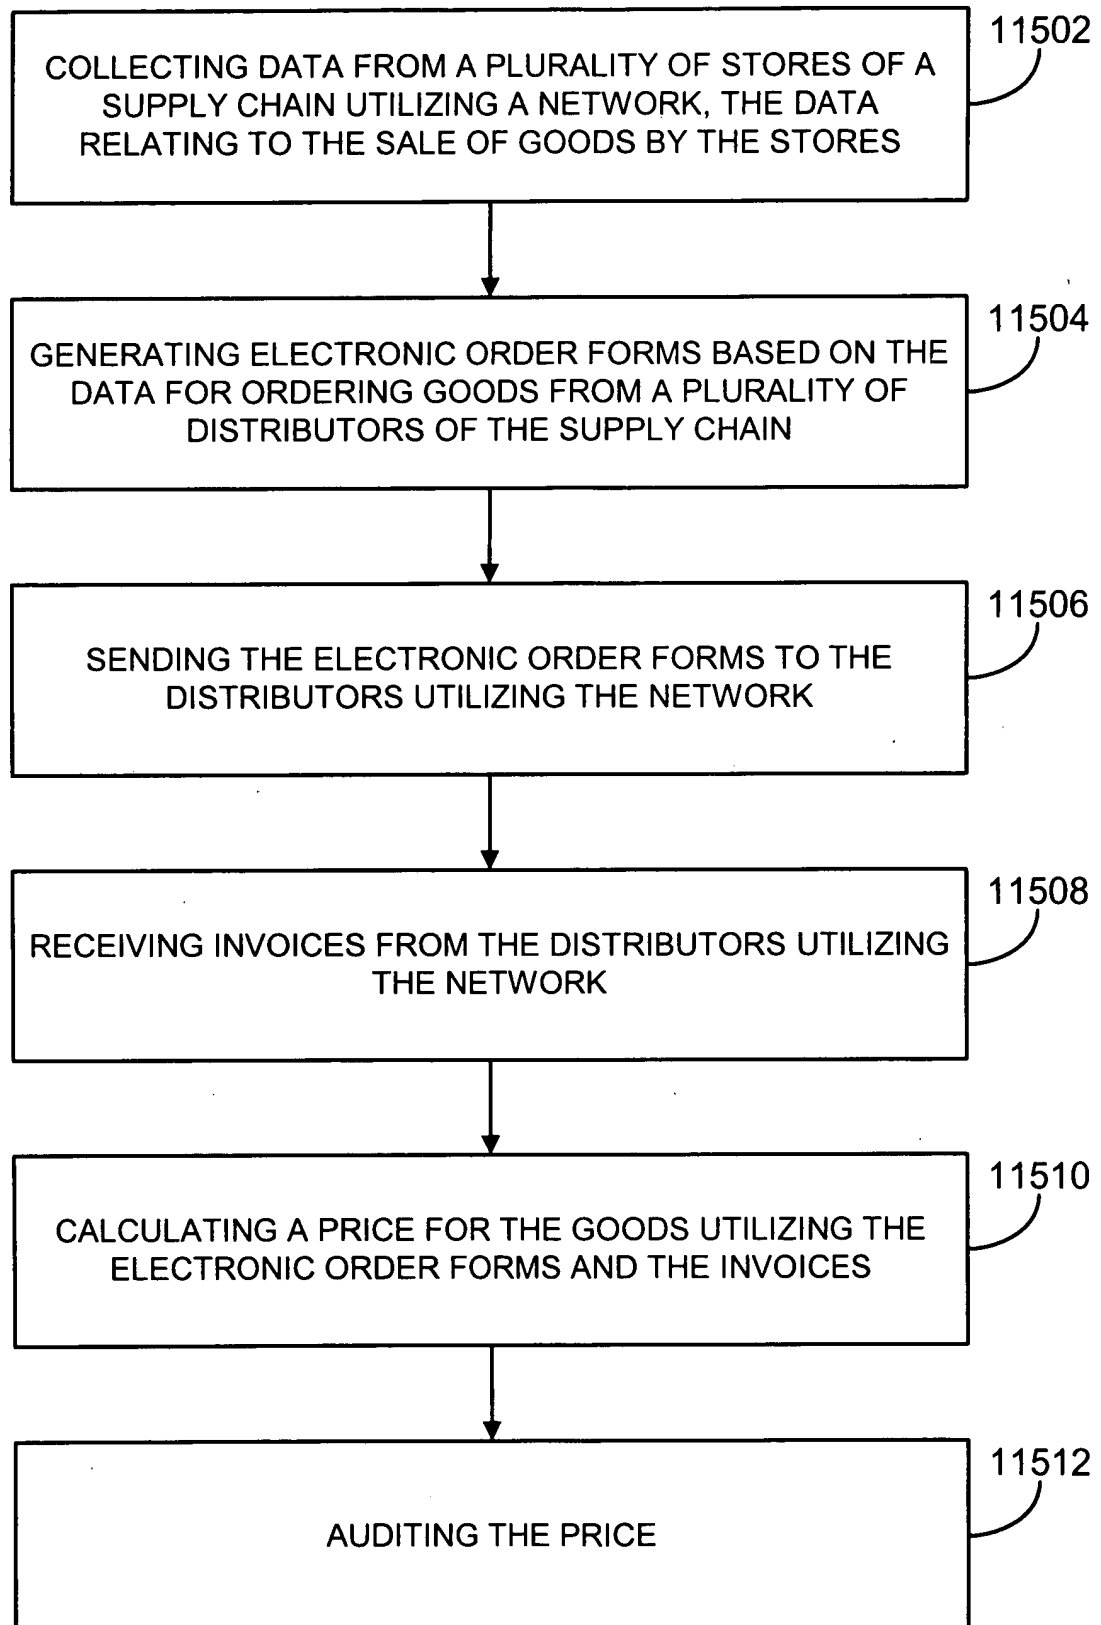 11502
COLLECTING DATA FROM A PLURALITY OF STORES OF A
SUPPLY CHAIN UTILIZING A NETWORK, THE DATA
RELATING TO THE SALE OF GOODS BY THE STORES
11504
GENERATING ELECTRONIC ORDER FORMS BASED ON THE
DATA FOR ORDERING GOODS FROM A PLURALITY OF
DISTRIBUTORS OF THE SUPPLY CHAIN
11506
SENDING THE ELECTRONIC ORDER FORMS TO THE
DISTRIBUTORS UTILIZING THE NETWORK
11508
RECEIVING INVOICES FROM THE DISTRIBUTORS UTILIZING
THE NETWORK
11510
CALCULATING A PRICE FOR THE GOODS UTILIZING THE
ELECTRONIC ORDER FORMS AND THE INVOICES
11512
AUDITING THE PRICE